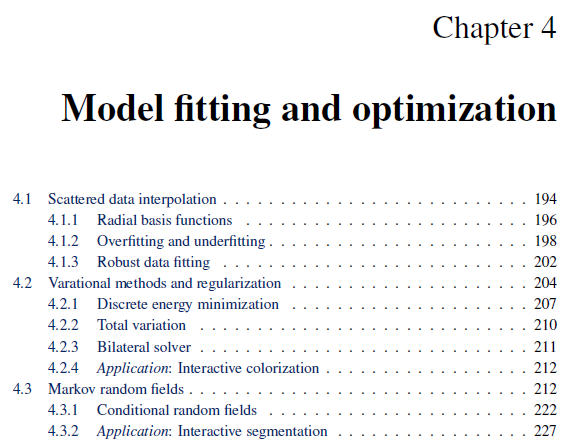 Chapter 4
Model fitting and optimization
4.1 Scattered data interpolation . . . . . . . . . . . . . . . . . . . . . . . . . . . 194
4.1.1 Radial basis functions . . . . . . . . . . . . . . . . . . . . . . . . . 196
4.1.2 Overfitting and underfitting . . . . . . . . . . . . . . . . . . . . . . . 198
4.1.3 Robust data fitting . . . . . . . . . . . . . . . . . . . . . . . . . . . 202
4.2 Varational methods and regularization . . . . . . . . . . . . . . . . . . . . . 204
4.2.1 Discrete energy minimization . . . . . . . . . . . . . . . . . . . . . . 207
4.2.2 Total variation . . . . . . . . . . . . . . . . . . . . . . . . . . . . 210
4.2.3 Bilateral solver . . . . . . . . . . . . . . . . . . . . . . . . . . . . 211
4.2.4 Application: Interactive colorization . . . . . . . . . . . . . . . . . . 212
4.3 Markov random fields . . . . . . . . . . . . . . . . . . . . . . . . . . . . . 212
4.3.1 Conditional random fields . . . . . . . . . . . . . . . . . . . . . . . 222
4.3.2 Application: Interactive segmentation . . . . . . . . . . . . . . . . . 227